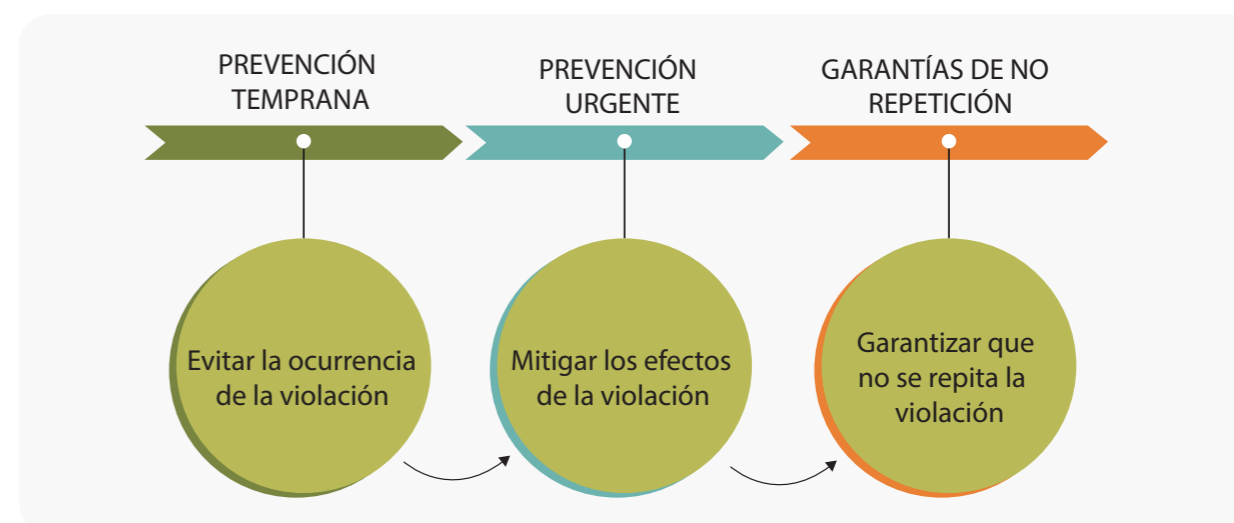 PREVENCIÓN
TEMPRANA
PREVENCIÓN
URGENTE
GARANTÍAS DE NO
REPETICIÓN
Evitar la ocurrencia
de la violación
Mitigar los efectos
de la violación
Garantizar que
no se repita la
violación